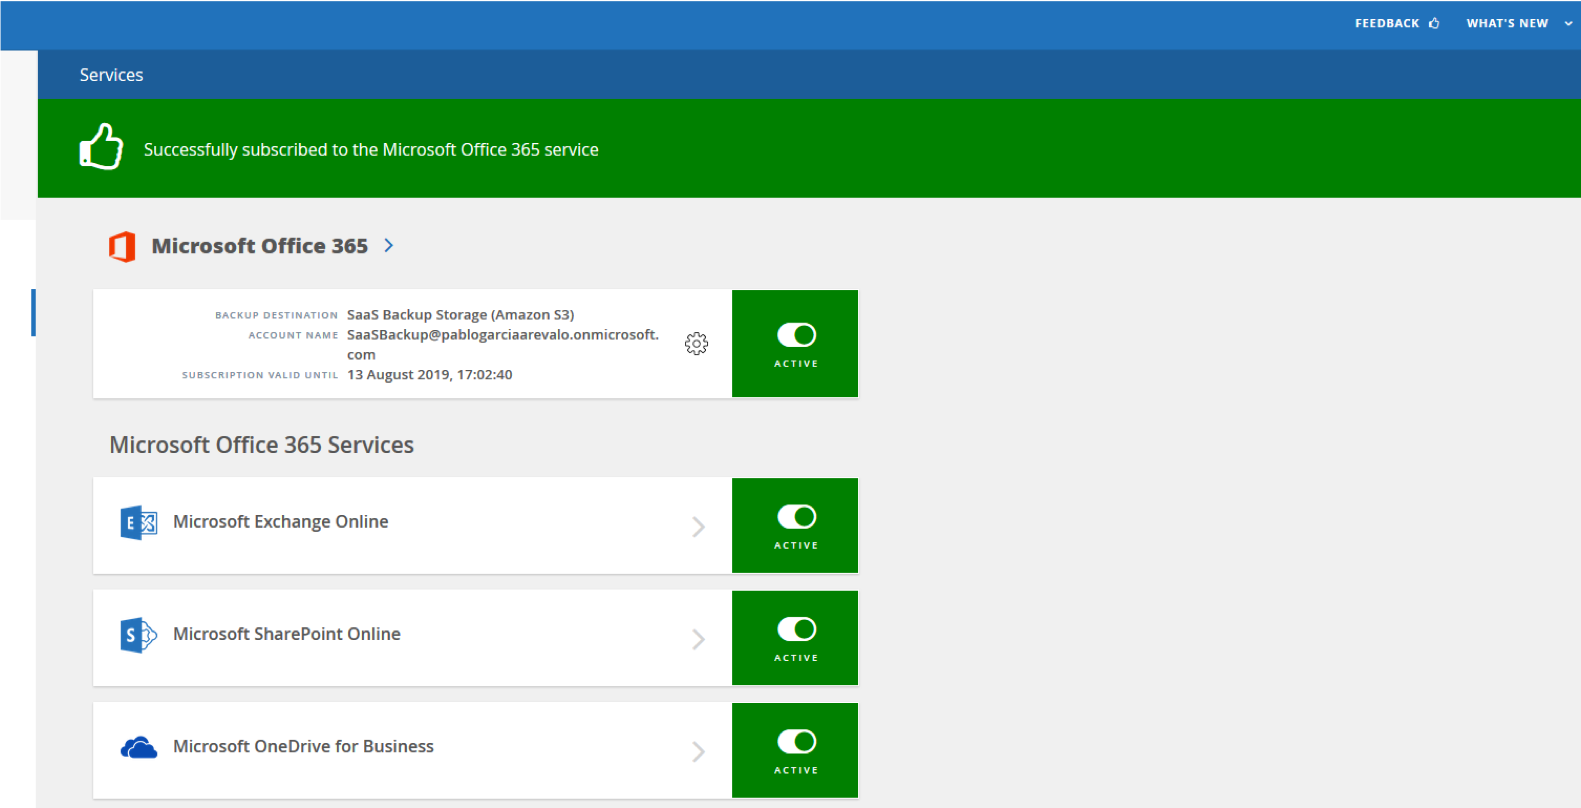 FEEDBACK WHAT'S NEW
Services
Successfully subscribed to the Microsoft Office 365 service
Microsoft Office 365
BACKUP DESTINATION SaaS Backup Storage (Amazon S3)
ACCOUNT NAME SaaSBackup@pablogarciaarevalo.onmicrosoft.
com
SUBSCRIPTION VALID UNTIL 13 August 2019, 17:02:40
ACTIVE
Microsoft Office 365 Services
E Microsoft Exchange Online
ACTIVE
S Microsoft SharePoint Online
ACTIVE
Microsoft OneDrive for Business
ACTIVE